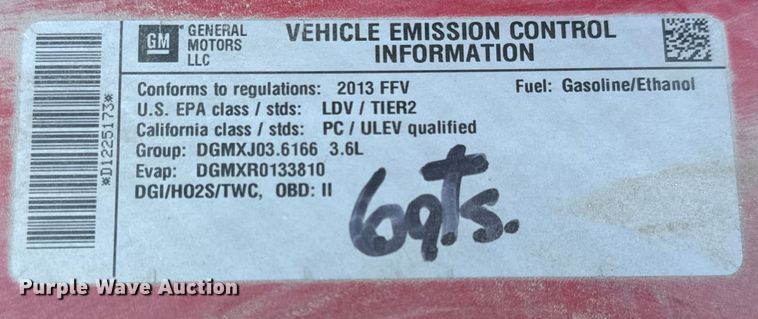 *D1225173*
GM
GENERAL
MOTORS
LLC
VEHICLE EMISSION CONTROL
INFORMATION
Conforms to regulations: 2013 FFV
Fuel: Gasoline/Ethanol
U.S. EPA class / stds: LDV / TIER2
California class / stds: PC / ULEV qualified
Group: DGMXJ03.6166 3.6L
Evap: DGMXR0133810
DGI/HO2S/TWC, OBD: II
6qTs.
Purple Wave Auction